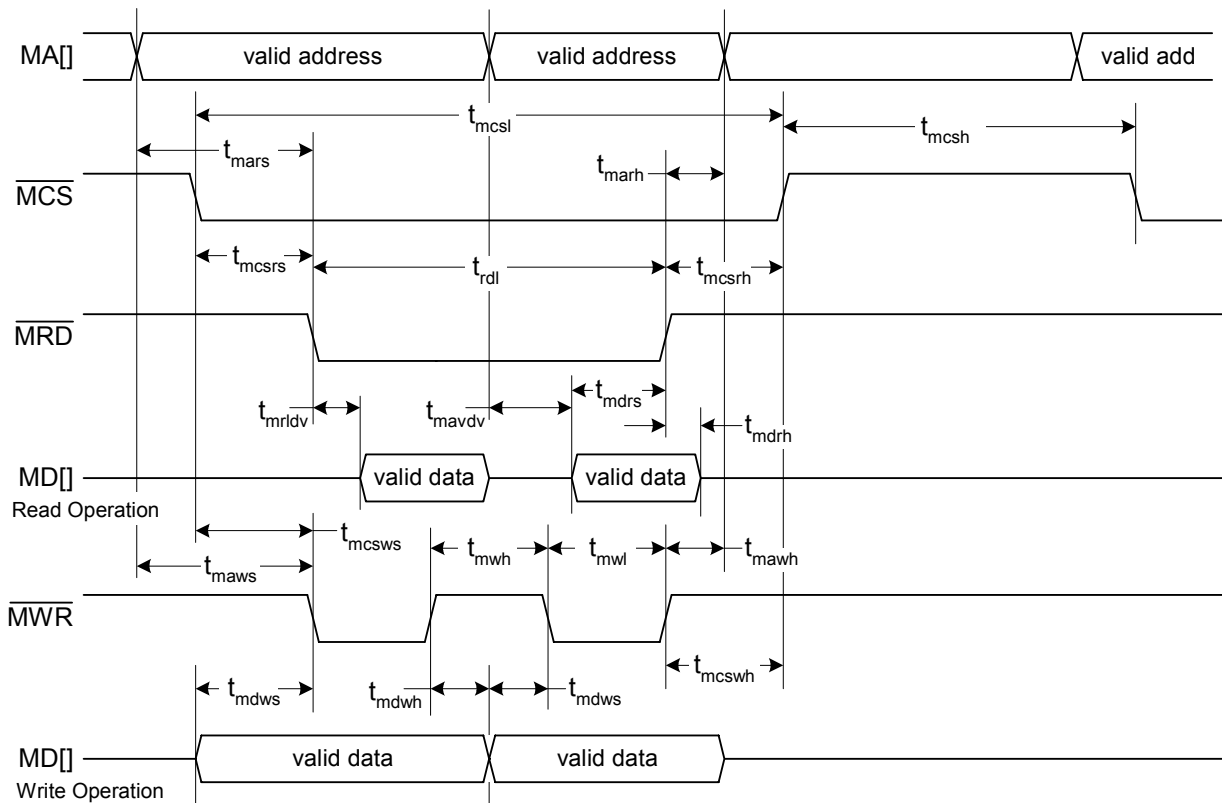 MA[] valid address valid address valid add
tmcsl
tmcsh
tmars
tmarh
MCS
tmcsrs
trdl
tmcsrh
MRD
tmdrs
tmrldv
tmavdv
tmdrh
MD[] valid data valid data
Read Operation
tmcsws
tmwh
tmwl
tmawh
tmaws
MWR
tmcswh
tmdws
tmdwh
tmdws
MD[] valid data valid data
Write Operation